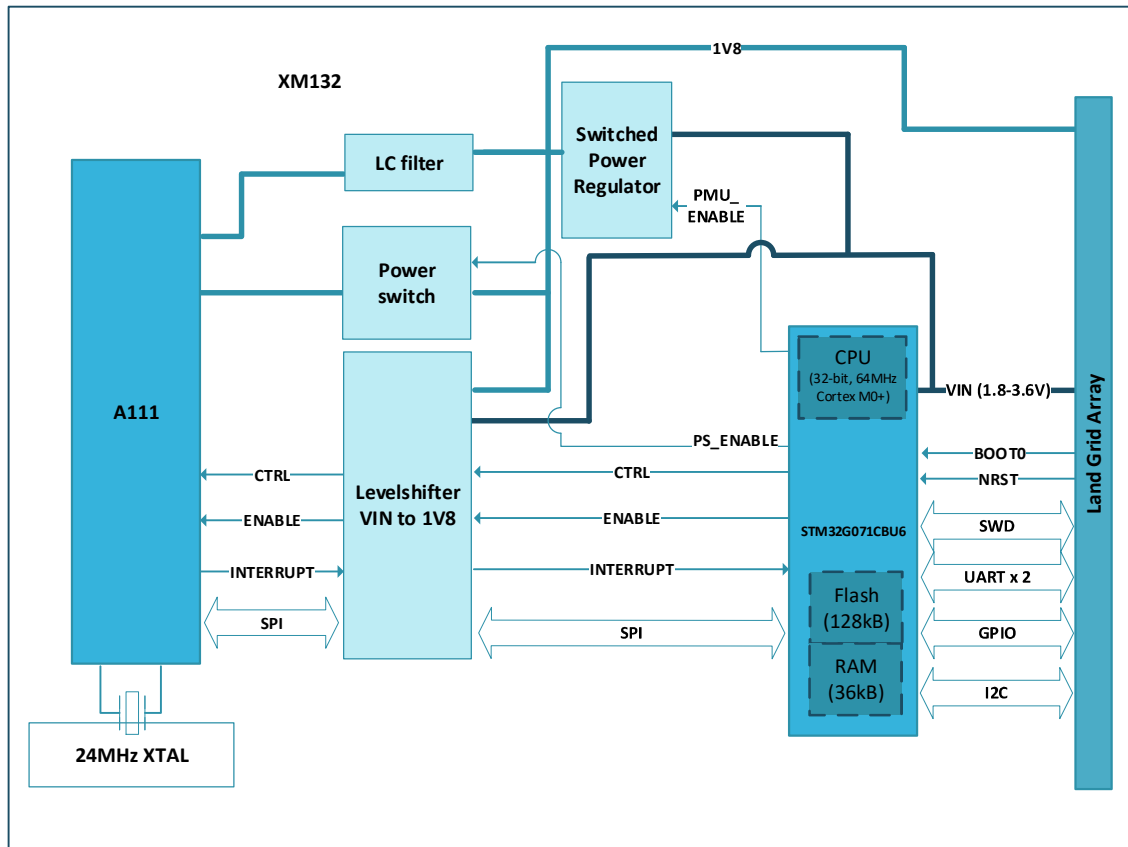 1V8
XM132
Switched
Power
Regulator
LC filter
PMU_
ENABLE
Power
switch
CPU
(32-bit, 64MHz
Cortex M0+)
VIN (1.8-3.6V)
A111
Land Grid Array
PS_ENABLE
BOOT0
CTRL
CTRL
NRST
Levelshifter
VIN to 1V8
ENABLE
ENABLE
STM32G071CBU6
SWD
INTERRUPT
INTERRUPT
UART x 2
Flash
(128kB)
SPI
SPI
GPIO
RAM
(36kB)
I2C
24MHz XTAL